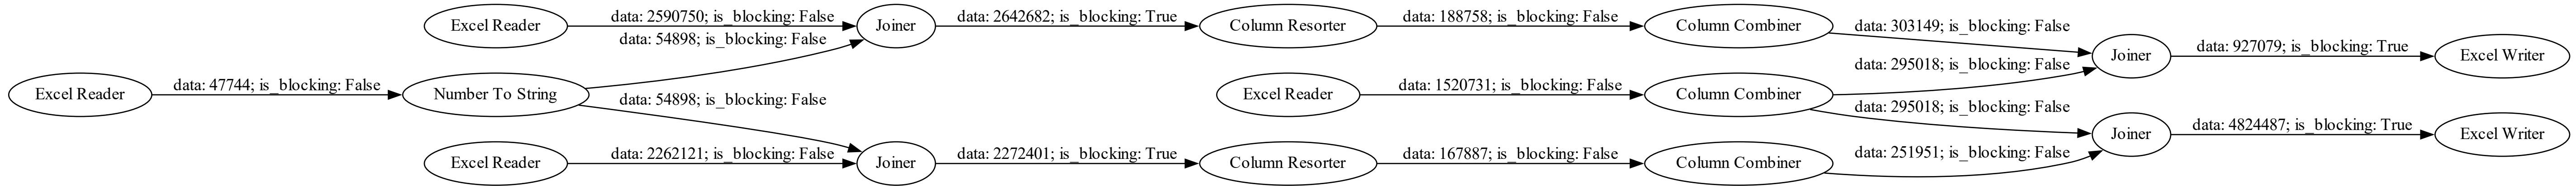 Excel Reader
data: 2590750; is_blocking: False
Joiner
data: 2642682; is_blocking: True
Column Resorter
data: 188758; is_blocking: False
Column Combiner
data: 303149; is_blocking: False
data: 54898; is_blocking: False
Joiner
data: 927079; is_blocking: True
Excel Writer
data: 295018; is_blocking: False
Excel Reader
data: 47744; is_blocking: False
Number To String
Excel Reader
data: 1520731; is_blocking: False
Column Combiner
data: 54898; is_blocking: False
data: 295018; is_blocking: False
Joiner
data: 4824487; is_blocking: True
Excel Writer
Excel Reader
data: 2262121; is_blocking: False
Joiner
data: 2272401; is_blocking: True
Column Resorter
data: 167887; is_blocking: False
Column Combiner
data: 251951; is_blocking: False